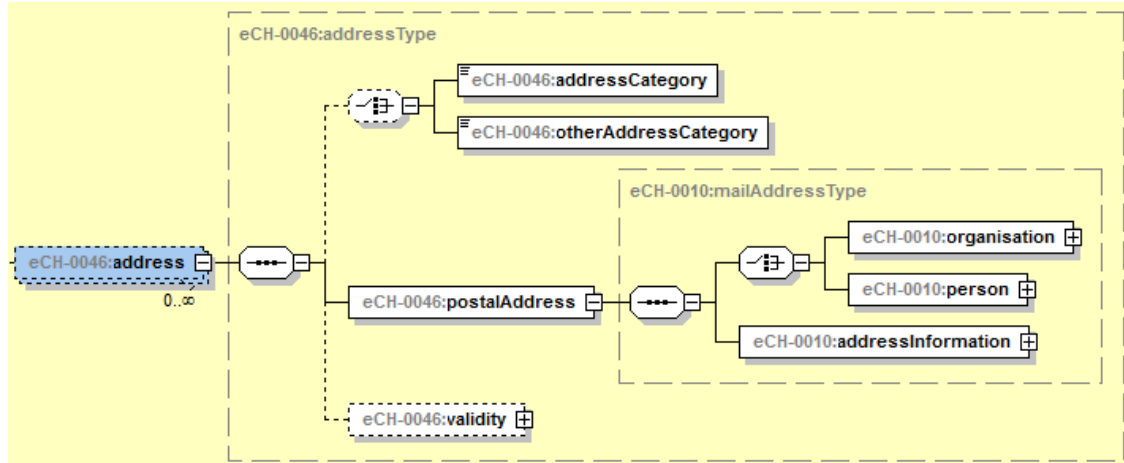 eCH-0046:addressType
eCH-0046:addressCategory
eCH-0046:otherAddressCategory
eCH-0010:mailAddressType
eCH-0010:organisation
eCH-0046:address
0..∞
eCH-0010:person
eCH-0046:postalAddress
eCH-0010:addressInformation
eCH-0046:validity